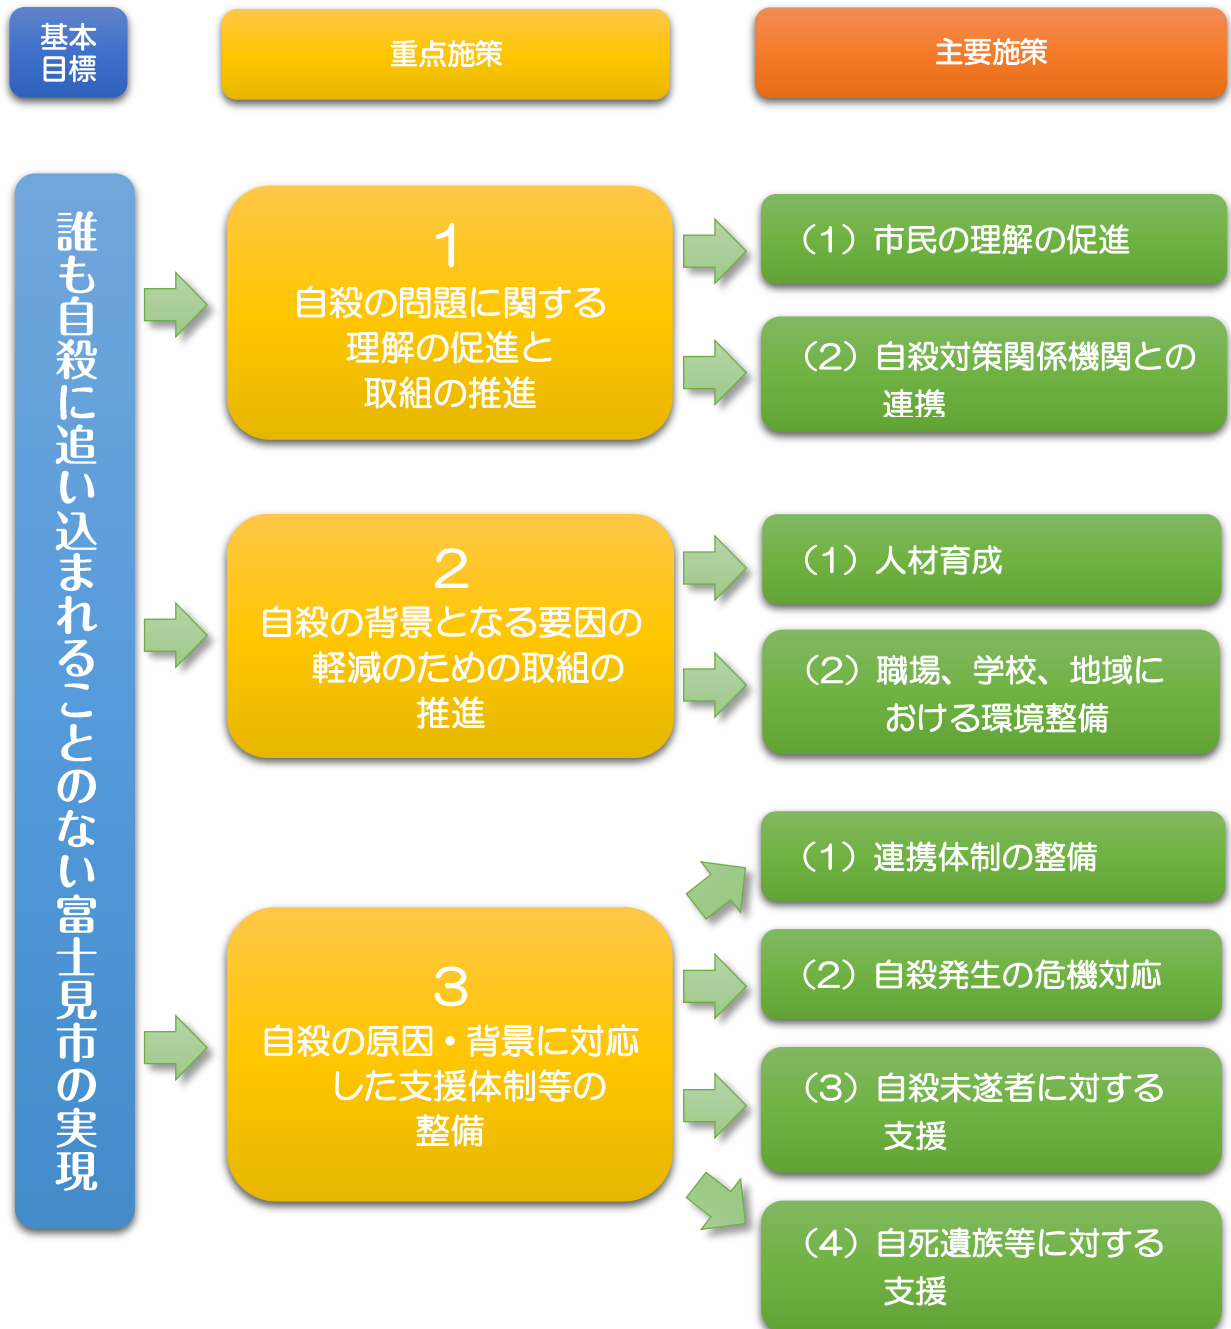 基本
目標
重点施策
主要施策
誰も自殺に追い込まれることのない富士見市の実現
1
自殺の問題に関する
理解の促進と
取組の推進
(1)市民の理解の促進
(2)自殺対策関係機関との
連携
2
自殺の背景となる要因の
軽減のための取組の
推進
(1)人材育成
(2)職場、学校、地域に
おける環境整備
3
自殺の原因・背景に対応
した支援体制等の
整備
(1)連携体制の整備
(2)自殺発生の危機対応
(3)自殺未遂者に対する
支援
(4)自死遺族等に対する
支援